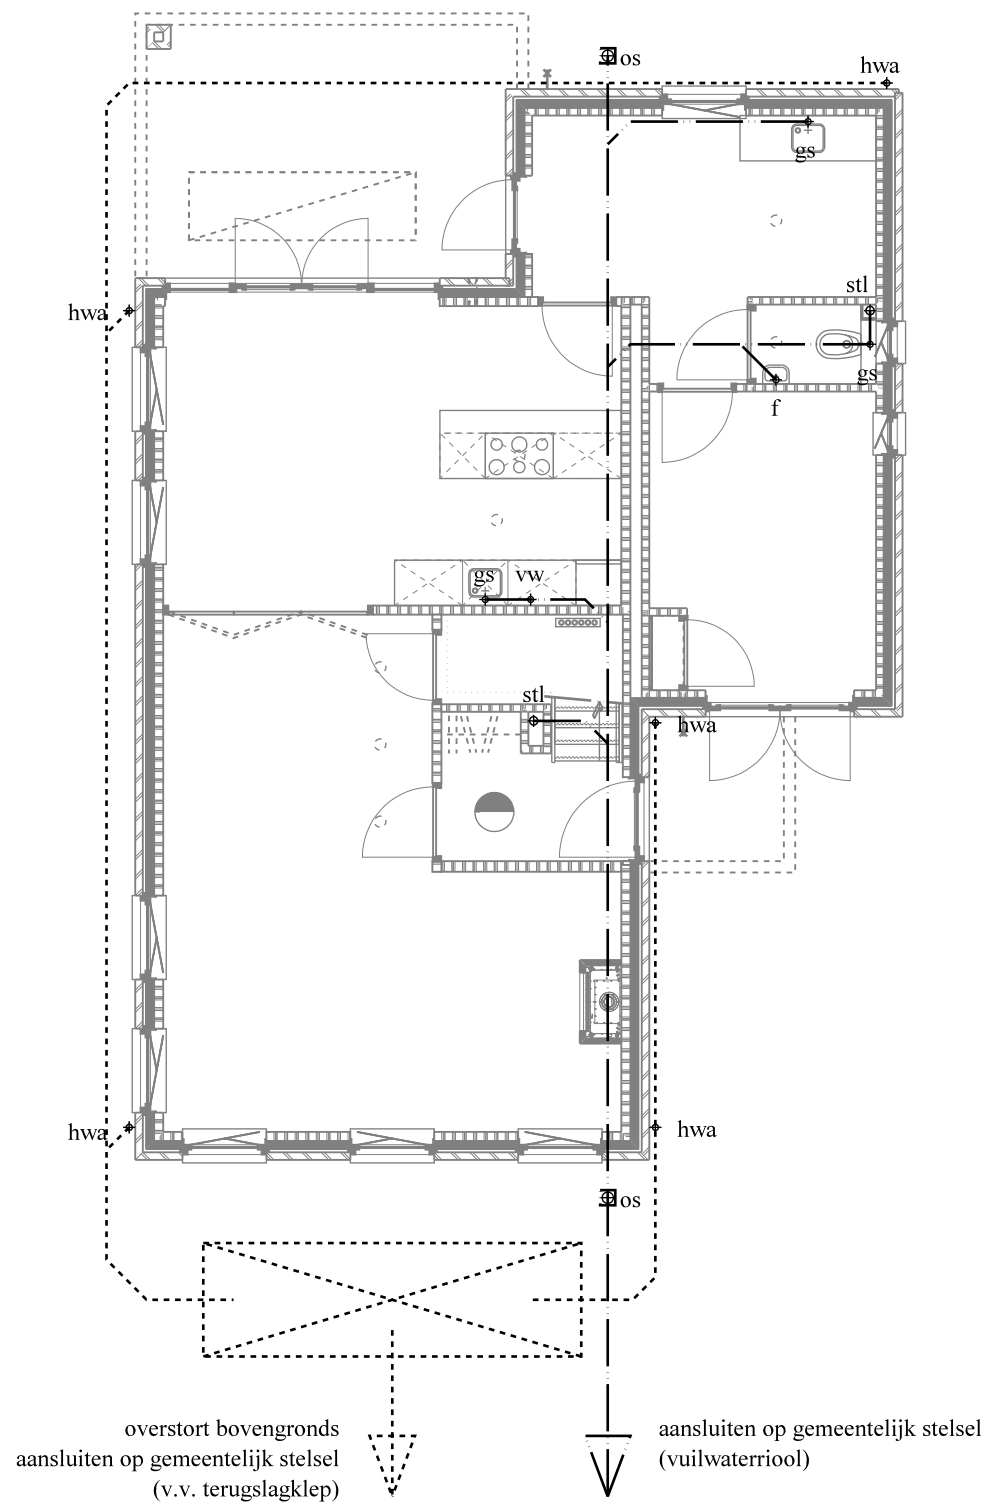 os
hwa
gs
stl
hwa
gs
f
gs vw
stl
hwa
hwa
hwa
os
overstort bovengronds
aansluiten op gemeentelijk stelsel
(v.v. terugslagklep)
aansluiten op gemeentelijk stelsel
(vuilwaterriool)